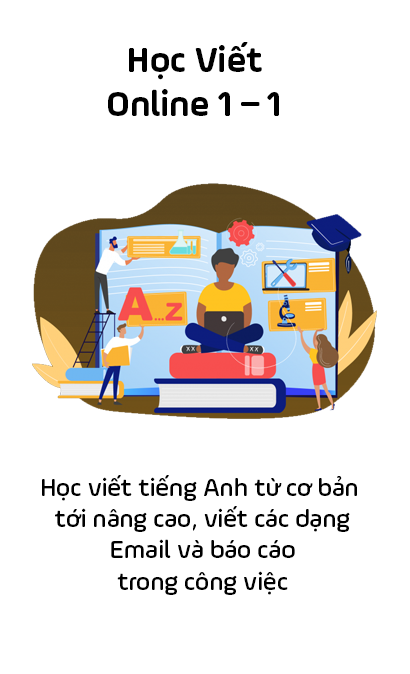 Học Viết
Online 1 – 1
A...z
Học viết tiếng Anh từ cơ bản
tới nâng cao, viết các dạng
Email và báo cáo
trong công việc